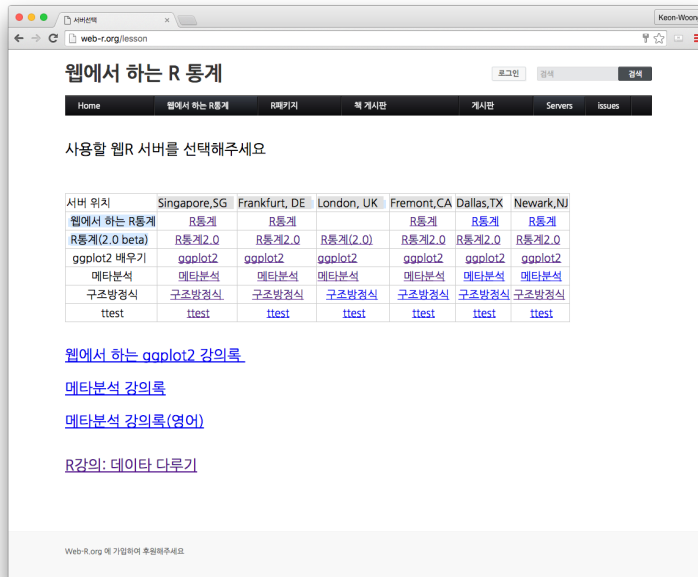 서버선택
Keon-Woong
web-r.org/lesson
웹에서 하는 R 통계
로그인 검색 검색
Home 웹에서 하는 R통계 R패키지 책 게시판 게시판 Servers issues
사용할 웹R 서버를 선택해주세요
서버 위치 Singapore,SG Frankfurt, DE London, UK Fremont,CA Dallas,TX Newark,NJ
웹에서 하는 R통계 R통계 R통계 R통계 R통계 R통계
R통계(2.0 beta) R통계2.0 R통계2.0 R통계(2.0) R통계2.0 R통계2.0 R통계2.0
ggplot2 배우기 ggplot2 ggplot2 ggplot2 ggplot2 ggplot2 ggplot2
메타분석 메타분석 메타분석 메타분석 메타분석 메타분석 메타분석
구조방정식 구조방정식 구조방정식 구조방정식 구조방정식 구조방정식 구조방정식
ttest ttest ttest ttest ttest ttest ttest
웹에서 하는 ggplot2 강의록
메타분석 강의록
메타분석 강의록(영어)
R강의: 데이타 다루기
Web-R.org 에 가입하여 후원해주세요